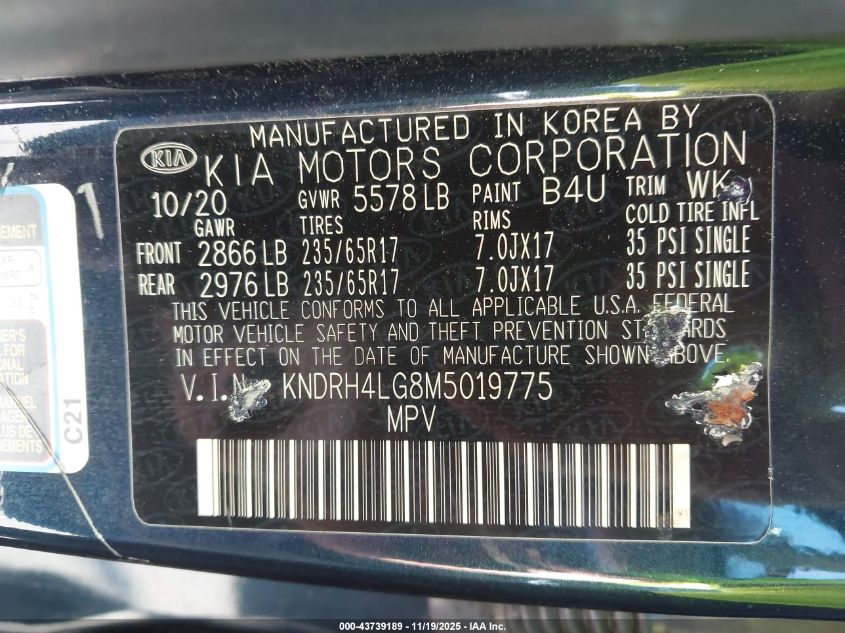 MANUFACTURED IN KOREA BY
KIA KIA MOTORS CORPORATION
10/20 GVWR 5578 LB PAINT B4U TRIM WK
GAWR TIRES RIMS COLD TIRE INFL
FRONT 2866 LB 235/65R17 7.0JX17 35 PSI SINGLE
REAR 2976 LB 235/65R17 7.0JX17 35 PSI SINGLE
THIS VEHICLE CONFORMS TO ALL APPLICABLE U.S.A. FEDERAL
MOTOR VEHICLE SAFETY AND THEFT PREVENTION STANDARDS
IN EFFECT ON THE DATE OF MANUFACTURE SHOWN ABOVE.
V.I.N KNDRH4LG8M5019775
MPV
1
C21
000-43739189 - 11/19/2025 - IAA Inc.